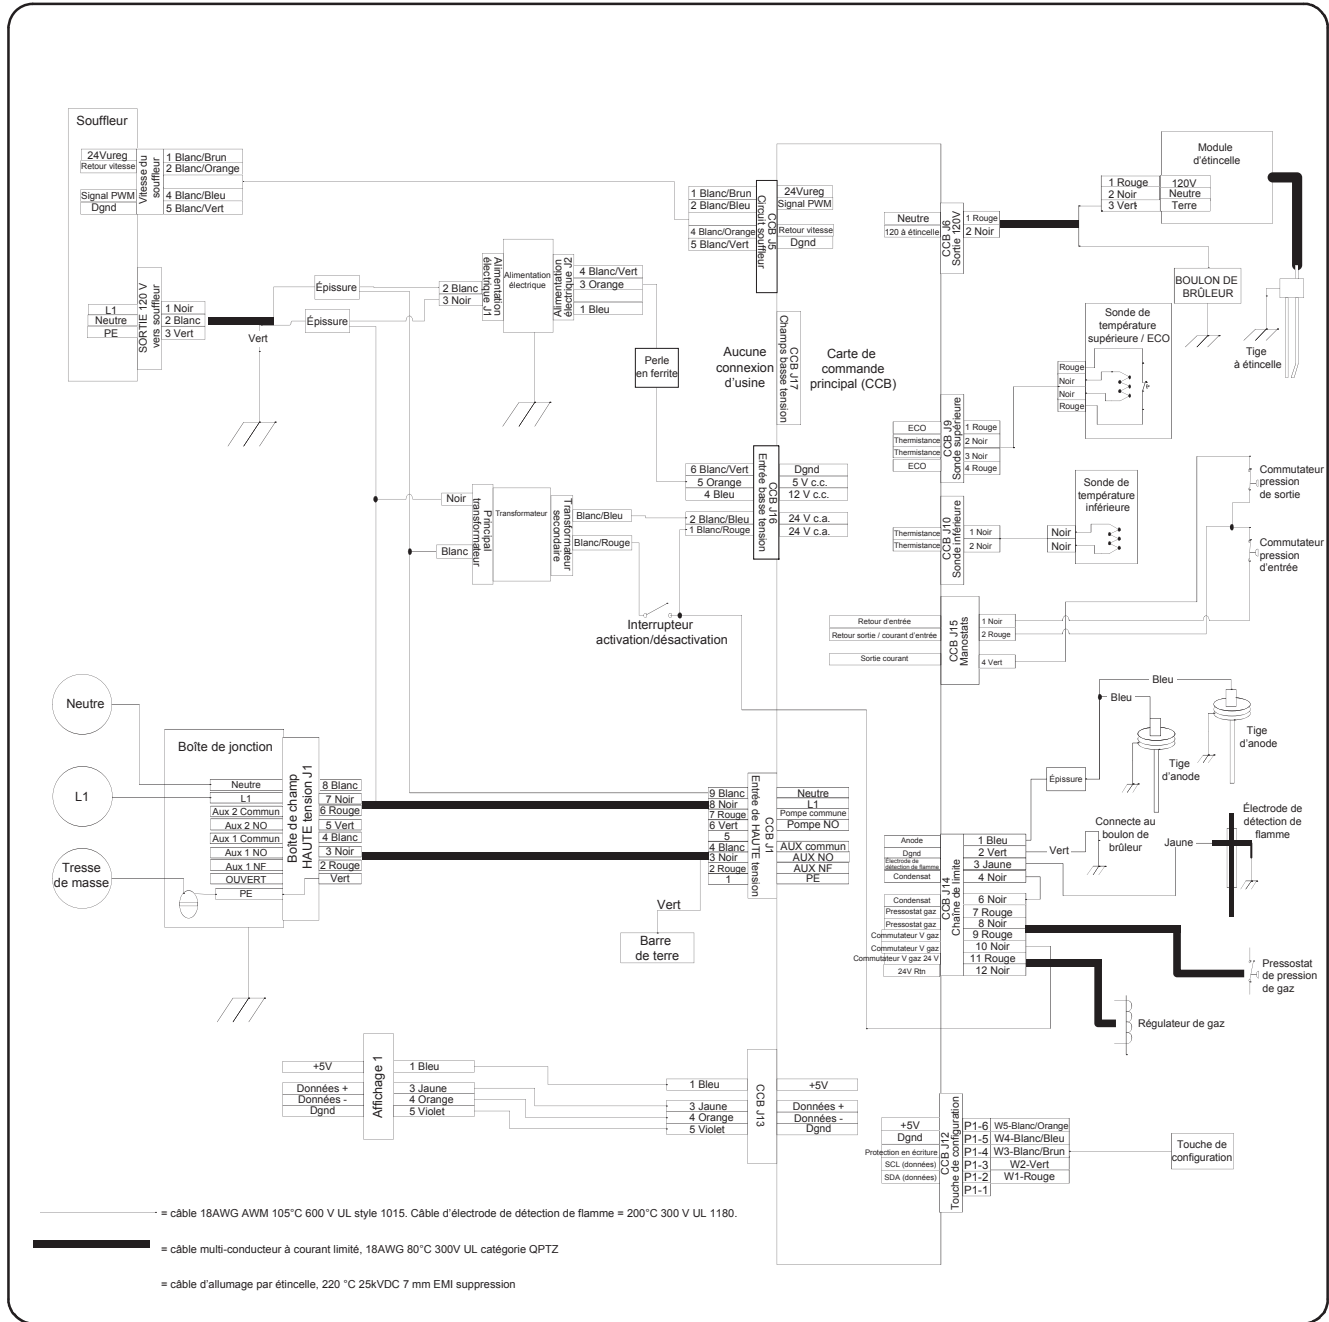 Souffleur
24Vureg
Retour vitesse
Signal PWM
Dgnd
Vitesse du
souffleur
1 Blanc/Brun
2 Blanc/Orange
4 Blanc/Bleu
5 Blanc/Vert
L1
Neutre
PE
SORTIE 120 V
vers souffleur
1 Noir
2 Blanc
3 Vert
Vert
Épissure
Épissure
2 Blanc
3 Noir
Alimentation
électrique J1
Alimentation
électrique
Alimentation
électrique J2
4 Blanc/Vert
3 Orange
1 Bleu
Perle
en ferrite
1 Blanc/Brun
2 Blanc/Bleu
4 Blanc/Orange
5 Blanc/Vert
CCB J5
Circuit souffleur
24Vureg
Signal PWM
Retour vitesse
Dgnd
Aucune
connexion
d'usine
CCB J17
Champs basse tension
Carte de
commande
principal (CCB)
6 Blanc/Vert
5 Orange
4 Bleu
2 Blanc/Bleu
1 Blanc/Rouge
CCB J16
Entrée basse tension
Dgnd
5 V c.c.
12 V c.c.
24 V c.a.
24 V c.a.
Noir
Blanc
Principal
transformateur
Transformateur
Transformateur
secondaire
Blanc/Bleu
Blanc/Rouge
Interrupteur
activation/désactivation
Neutre
120 à étincelle
CCB J6
Sortie 120V
1 Rouge
2 Noir
Module
d'étincelle
1 Rouge
2 Noir
3 Vert
120V
Neutre
Terre
BOULON DE
BRÛLEUR
Tige
à étincelle
Sonde de
température
supérieure / ECO
Rouge
Noir
Noir
Rouge
ECO
Thermistance
Thermistance
ECO
CCB J9
Sonde supérieure
1 Rouge
2 Noir
3 Noir
4 Rouge
Sonde de
température
inférieure
Noir
Noir
Thermistance
Thermistance
CCB J10
Sonde inférieure
1 Noir
2 Noir
Commutateur
pression
de sortie
Commutateur
pression
d'entrée
Retour d'entrée
Retour sortie / courant d'entrée
Sortie courant
CCB J15
Manostats
1 Noir
2 Rouge
4 Vert
Neutre
L1
Tresse
de masse
Boîte de jonction
Neutre
L1
Aux 2 Commun
Aux 2 NO
Aux 1 Commun
Aux 1 NO
Aux 1 NF
OUVERT
PE
Boîte de champ
HAUTE tension J1
8 Blanc
7 Noir
6 Rouge
5 Vert
4 Blanc
3 Noir
2 Rouge
Vert
9 Blanc
8 Noir
7 Rouge
6 Vert
5
4 Blanc
3 Noir
2 Rouge
1
CCB J1
Entrée de HAUTE tension
Neutre
L1
Pompe commune
Pompe NO
AUX commun
AUX NO
AUX NF
PE
Vert
Barre
de terre
Bleu
Bleu
Tige
d'anode
Tige
d'anode
Épissure
Connecte au
boulon de
brûleur
Vert
Électrode de
détection de
flamme
Jaune
Anode
Dgnd
Électrode de
détection de flamme
Condensat
Condensat
Pressostat gaz
Pressostat gaz
Commutateur V gaz
Commutateur V gaz
Commutateur V gaz 24 V
24V Rtn
CCB J14
Chaîne de limite
1 Bleu
2 Vert
3 Jaune
4 Noir
6 Noir
7 Rouge
8 Noir
9 Rouge
10 Noir
11 Rouge
12 Noir
Pressostat
de pression
de gaz
Régulateur de gaz
+5V
Données +
Données -
Dgnd
Affichage 1
1 Bleu
3 Jaune
4 Orange
5 Violet
1 Bleu
3 Jaune
4 Orange
5 Violet
CCB J13
+5V
Données +
Données -
Dgnd
+5V
Dgnd
Protection en écriture
SCL (données)
SDA (données)
CCB J12
Touche de configuration
P1-6 W5-Blanc/Orange
P1-5 W4-Blanc/Bleu
P1-4 W3-Blanc/Brun
P1-3 W2-Vert
P1-2 W1-Rouge
P1-1
Touche de
configuration
= câble 18AWG AWM 105°C 600 V UL style 1015. Câble d'électrode de détection de flamme = 200°C 300 V UL 1180.
= câble multi-conducteur à courant limité, 18AWG 80°C 300V UL catégorie QPTZ
= câble d'allumage par étincelle, 220 °C 25kVDC 7 mm EMI suppression